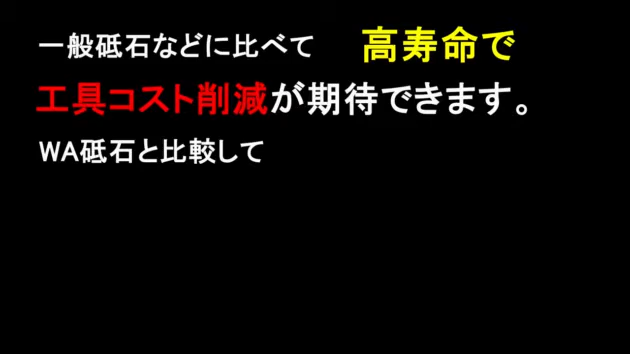 一般砥石などに比べて 高寿命で
工具コスト削減が期待できます。
WA砥石と比較して